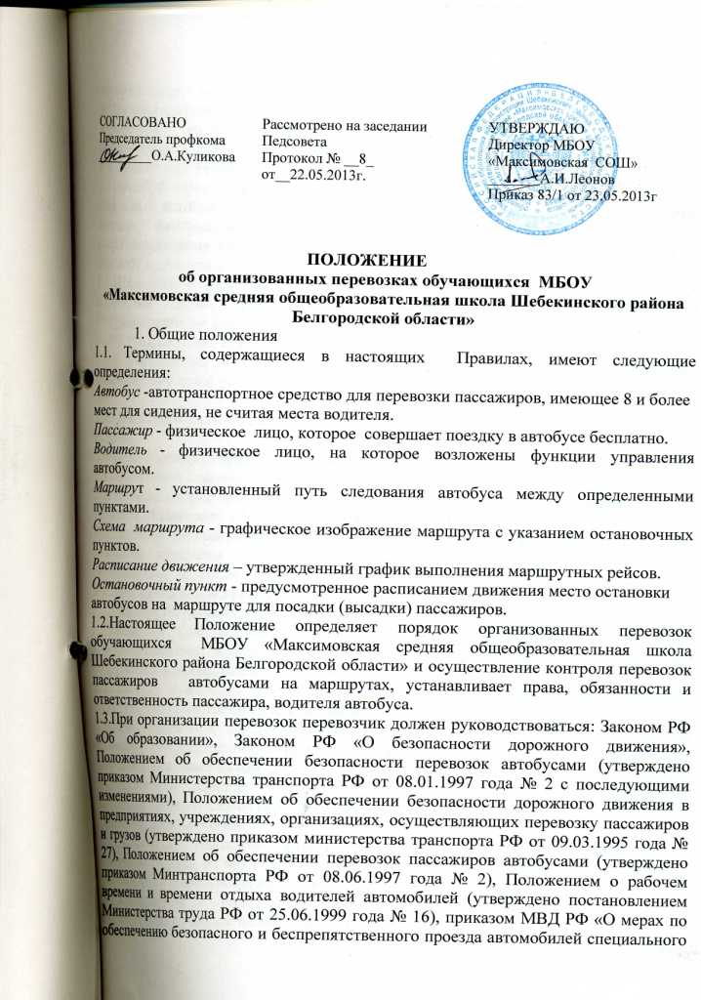 СОГЛАСОВАНО
Председатель профкома
О.А.Куликова
Рассмотрено на заседании
Педсовета
Протокол № __8_
от__22.05.2013г.
УТВЕРЖДАЮ
Директор МБОУ
«Максимовская СОШ»
А.И.Леонов
Приказ 83/1 от 23.05.2013г
ПОЛОЖЕНИЕ
об организованных перевозках обучающихся МБОУ
«Максимовская средняя общеобразовательная школа Шебекинского района
Белгородской области»
1. Общие положения
1.1. Термины, содержащиеся в настоящих Правилах, имеют следующие
определения:
Автобус -автотранспортное средство для перевозки пассажиров, имеющее 8 и более
мест для сидения, не считая места водителя.
Пассажир - физическое лицо, которое совершает поездку в автобусе бесплатно.
Водитель - физическое лицо, на которое возложены функции управления
автобусом.
Маршрут - установленный путь следования автобуса между определенными
пунктами.
Схема маршрута - графическое изображение маршрута с указанием остановочных
пунктов.
Расписание движения – утвержденный график выполнения маршрутных рейсов.
Остановочный пункт - предусмотренное расписанием движения место остановки
автобусов на маршруте для посадки (высадки) пассажиров.
1.2.Настоящее Положение определяет порядок организованных перевозок
обучающихся МБОУ «Максимовская средняя общеобразовательная школа
Шебекинского района Белгородской области» и осуществление контроля перевозок
пассажиров автобусами на маршрутах, устанавливает права, обязанности и
ответственность пассажира, водителя автобуса.
1.3.При организации перевозок перевозчик должен руководствоваться: Законом РФ
«Об образовании», Законом РФ «О безопасности дорожного движения»,
Положением об обеспечении безопасности перевозок автобусами (утверждено
приказом Министерства транспорта РФ от 08.01.1997 года № 2 с последующими
изменениями), Положением об обеспечении безопасности дорожного движения в
предприятиях, учреждениях, организациях, осуществляющих перевозку пассажиров
и грузов (утверждено приказом министерства транспорта РФ от 09.03.1995 года №
27), Положением об обеспечении перевозок пассажиров автобусами (утверждено
приказом Минтранспорта РФ от 08.06.1997 года № 2), Положением о рабочем
времени и времени отдыха водителей автомобилей (утверждено постановлением
Министерства труда РФ от 25.06.1999 года № 16), приказом МВД РФ «О мерах по
обеспечению безопасного и беспрепятственного проезда автомобилей специального